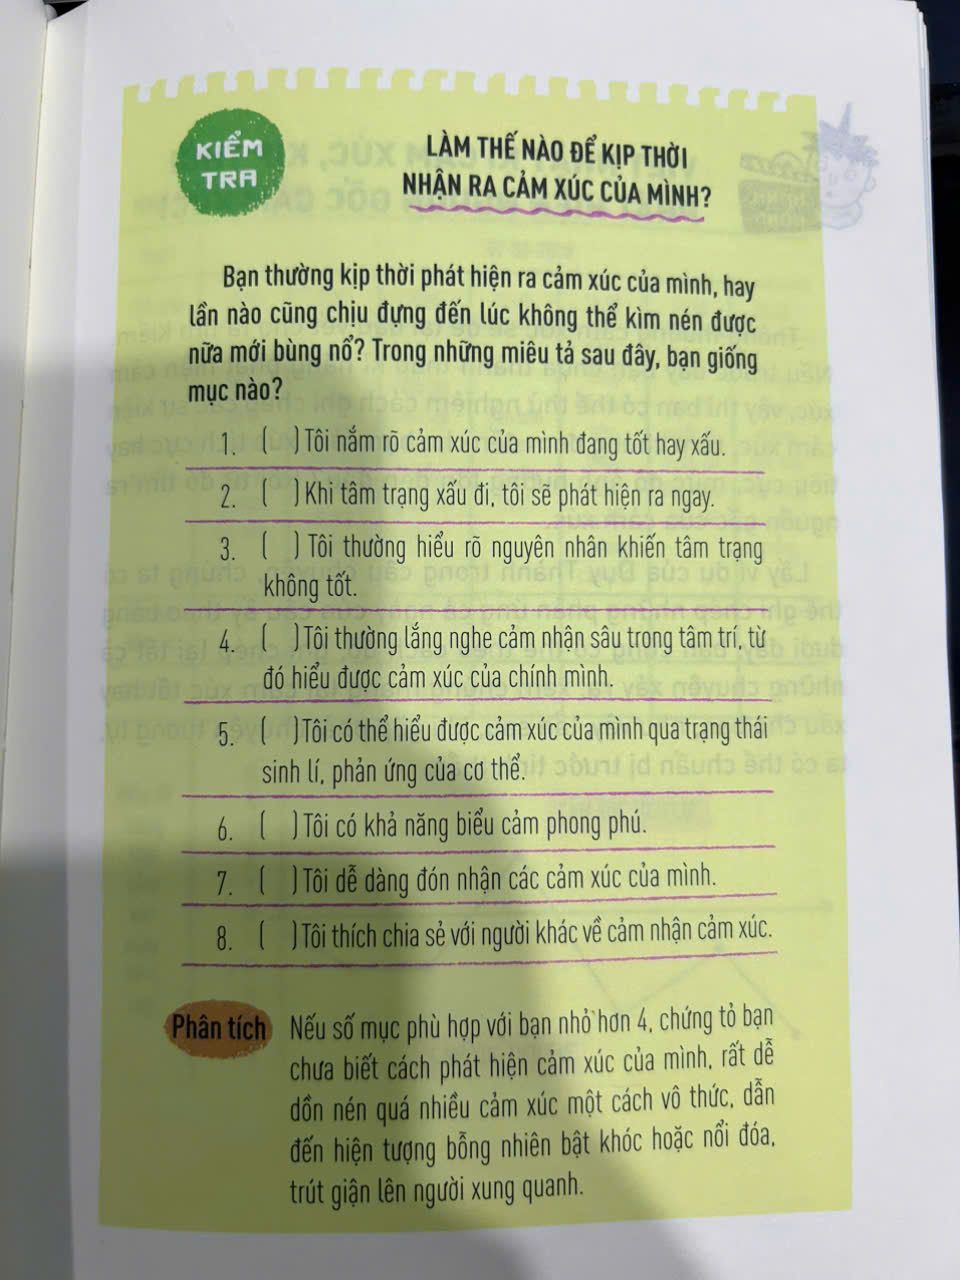 KIỂM
TRA
LÀM THẾ NÀO ĐỂ KỊP THỜI
NHẬN RA CẢM XÚC CỦA MÌNH?
Bạn thường kịp thời phát hiện ra cảm xúc của mình, hay
lần nào cũng chịu đựng đến lúc không thể kìm nén được
nữa mới bùng nổ? Trong những miêu tả sau đây, bạn giống
mục nào?
1. ( ) Tôi nắm rõ cảm xúc của mình đang tốt hay xấu.
2. ( ) Khi tâm trạng xấu đi, tôi sẽ phát hiện ra ngay.
3. ( ) Tôi thường hiểu rõ nguyên nhân khiến tâm trạng
không tốt.
4. ( ) Tôi thường lắng nghe cảm nhận sâu trong tâm trí, từ
đó hiểu được cảm xúc của chính mình.
5. ( ) Tôi có thể hiểu được cảm xúc của mình qua trạng thái
sinh lí, phản ứng của cơ thể.
6. ( ) Tôi có khả năng biểu cảm phong phú.
7. ( ) Tôi dễ dàng đón nhận các cảm xúc của mình.
8. ( ) Tôi thích chia sẻ với người khác về cảm nhận cảm xúc.
Phân tích Nếu số mục phù hợp với bạn nhỏ hơn 4, chứng tỏ bạn
chưa biết cách phát hiện cảm xúc của mình, rất dễ
dồn nén quá nhiều cảm xúc một cách vô thức, dẫn
đến hiện tượng bỗng nhiên bật khóc hoặc nổi đóa,
trút giận lên người xung quanh.